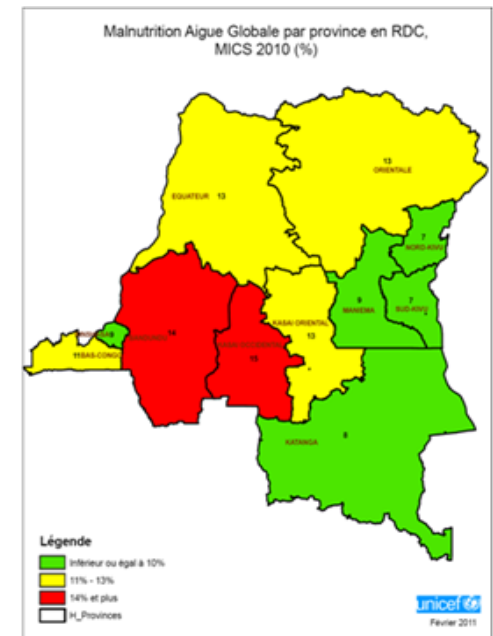 Malnutrition Aigue Globale par province en RDC,
MICS 2010 (%)
13
ORIENTALE
EQUATEUR 13
7
NORD-KIVU
9
MANIEMA
7
SUD-KIVU
KASAI ORIENTAL
13
14
15
11 BAS-CONGO
KATANGA
8
Légende
Inférieur ou égal à 10%
11% - 13%
14% et plus
H_Provinces
unicef
Février 2011